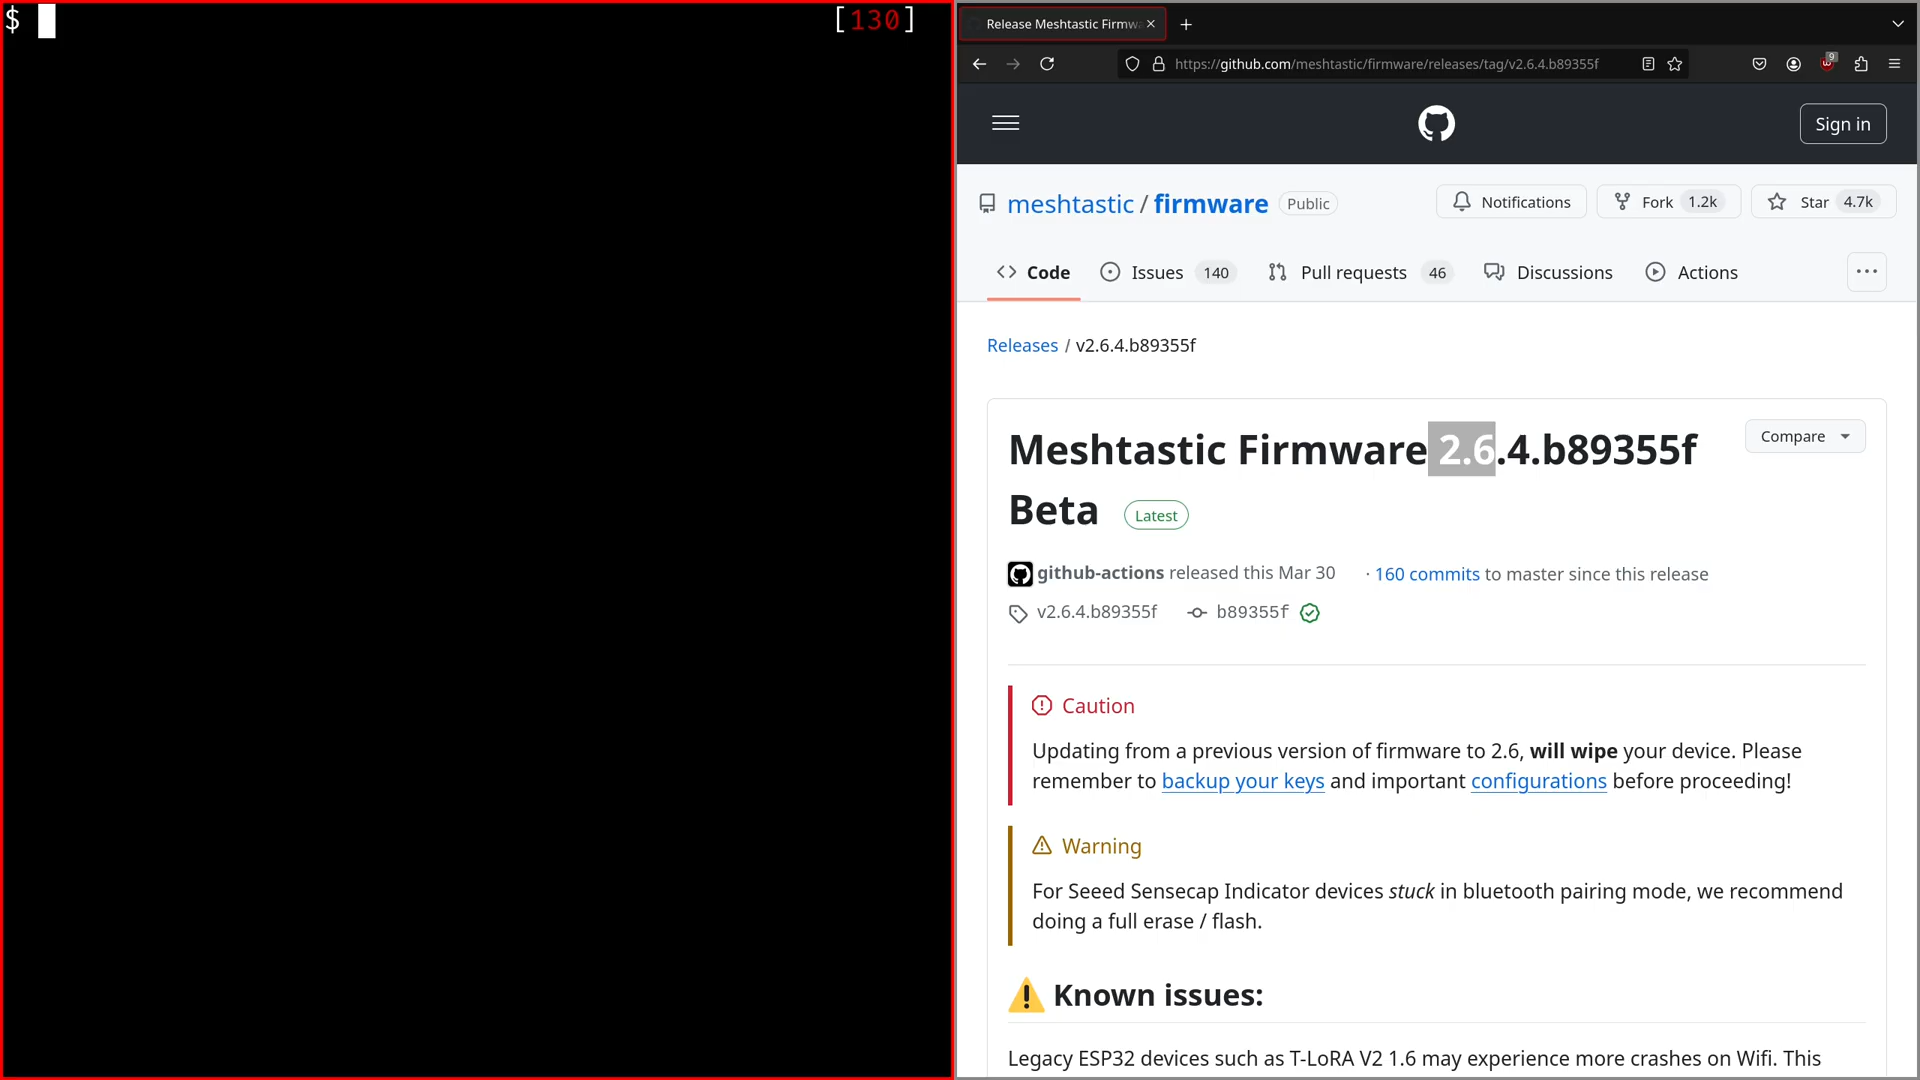 $ [130]
Release Meshtastic Firmwa
https://github.com/meshtastic/firmware/releases/tag/v2.6.4.b89355f
9
Sign in
meshtastic / firmware Public
Notifications
Fork 1.2k
Star 4.7k
Code
Issues 140
Pull requests 46
Discussions
Actions
Releases / v2.6.4.b89355f
Meshtastic Firmware 2.6.4.b89355f
Beta Latest
Compare
github-actions released this Mar 30 · 160 commits to master since this release
v2.6.4.b89355f b89355f
Caution
Updating from a previous version of firmware to 2.6, will wipe your device. Please
remember to backup your keys and important configurations before proceeding!
Warning
For Seeed Sensecap Indicator devices stuck in bluetooth pairing mode, we recommend
doing a full erase / flash.
Known issues:
Legacy ESP32 devices such as T-LoRA V2 1.6 may experience more crashes on Wifi. This